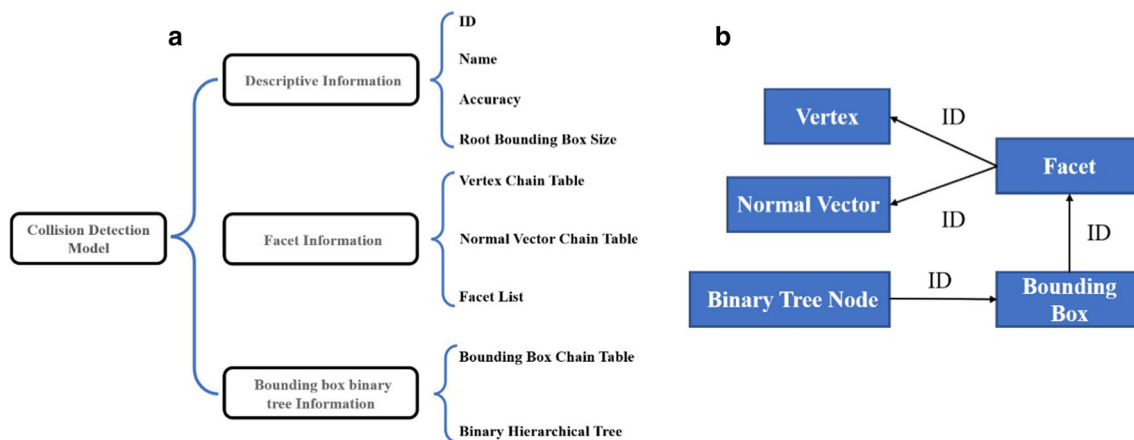 a
Collision Detection
Model
Descriptive Information
ID
Name
Accuracy
Root Bounding Box Size
Facet Information
Vertex Chain Table
Normal Vector Chain Table
Facet List
Bounding box binary
tree Information
Bounding Box Chain Table
Binary Hierarchical Tree
b
Vertex
ID
Facet
Normal Vector
ID
ID
Binary Tree Node
ID
Bounding
Box